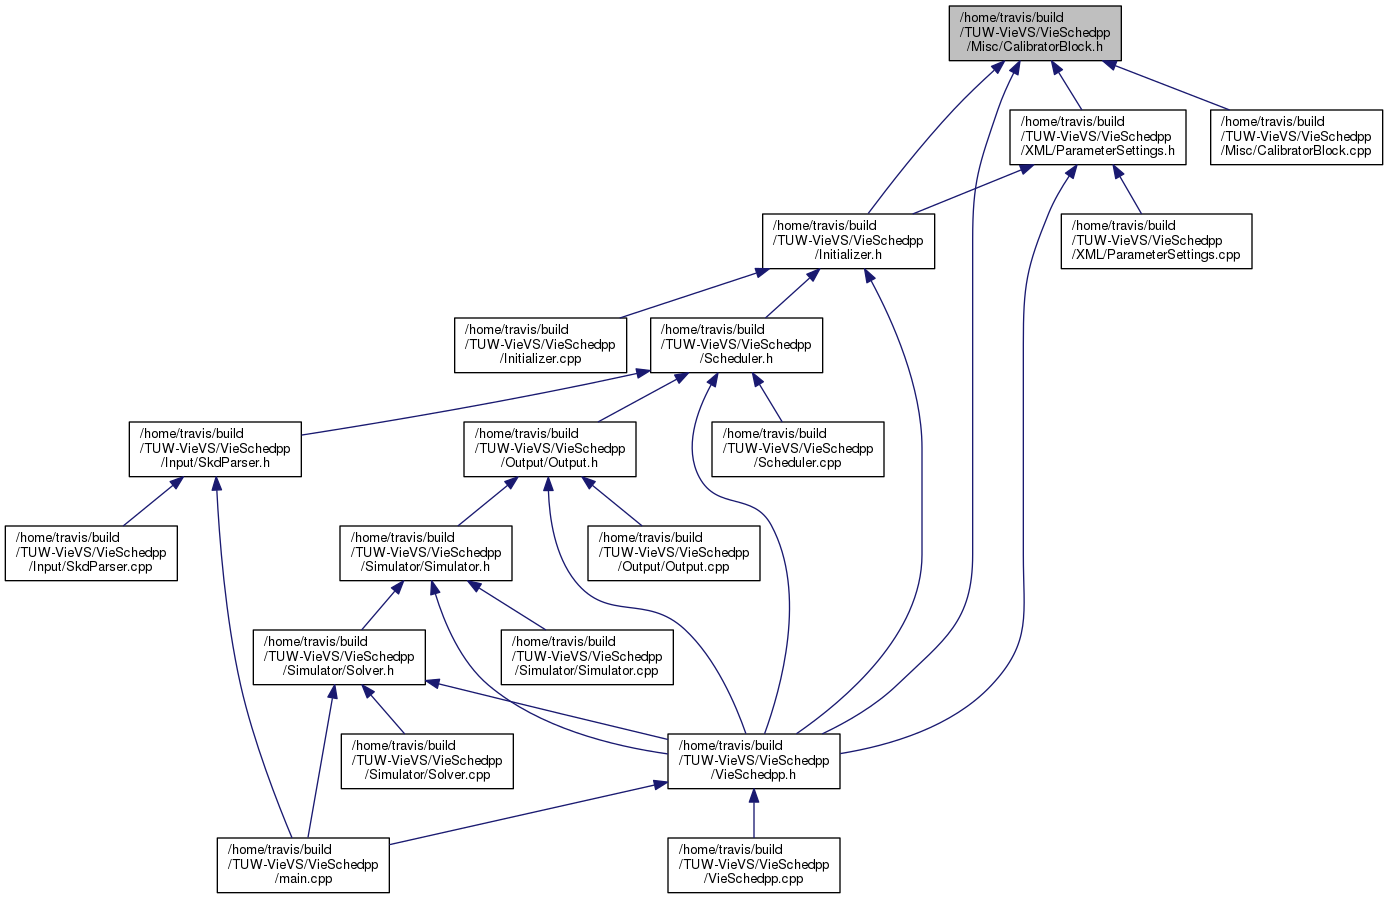 /home/travis/build
/TUW-VieVS/VieSchedpp
/Misc/CalibratorBlock.h
/home/travis/build
/TUW-VieVS/VieSchedpp
/XML/ParameterSettings.h
/home/travis/build
/TUW-VieVS/VieSchedpp
/Misc/CalibratorBlock.cpp
/home/travis/build
/TUW-VieVS/VieSchedpp
/Initializer.h
/home/travis/build
/TUW-VieVS/VieSchedpp
/XML/ParameterSettings.cpp
/home/travis/build
/TUW-VieVS/VieSchedpp
/Initializer.cpp
/home/travis/build
/TUW-VieVS/VieSchedpp
/Scheduler.h
/home/travis/build
/TUW-VieVS/VieSchedpp
/Input/SkdParser.h
/home/travis/build
/TUW-VieVS/VieSchedpp
/Output/Output.h
/home/travis/build
/TUW-VieVS/VieSchedpp
/Scheduler.cpp
/home/travis/build
/TUW-VieVS/VieSchedpp
/Input/SkdParser.cpp
/home/travis/build
/TUW-VieVS/VieSchedpp
/Simulator/Simulator.h
/home/travis/build
/TUW-VieVS/VieSchedpp
/Output/Output.cpp
/home/travis/build
/TUW-VieVS/VieSchedpp
/Simulator/Solver.h
/home/travis/build
/TUW-VieVS/VieSchedpp
/Simulator/Simulator.cpp
/home/travis/build
/TUW-VieVS/VieSchedpp
/Simulator/Solver.cpp
/home/travis/build
/TUW-VieVS/VieSchedpp
/VieSchedpp.h
/home/travis/build
/TUW-VieVS/VieSchedpp
/main.cpp
/home/travis/build
/TUW-VieVS/VieSchedpp
/VieSchedpp.cpp